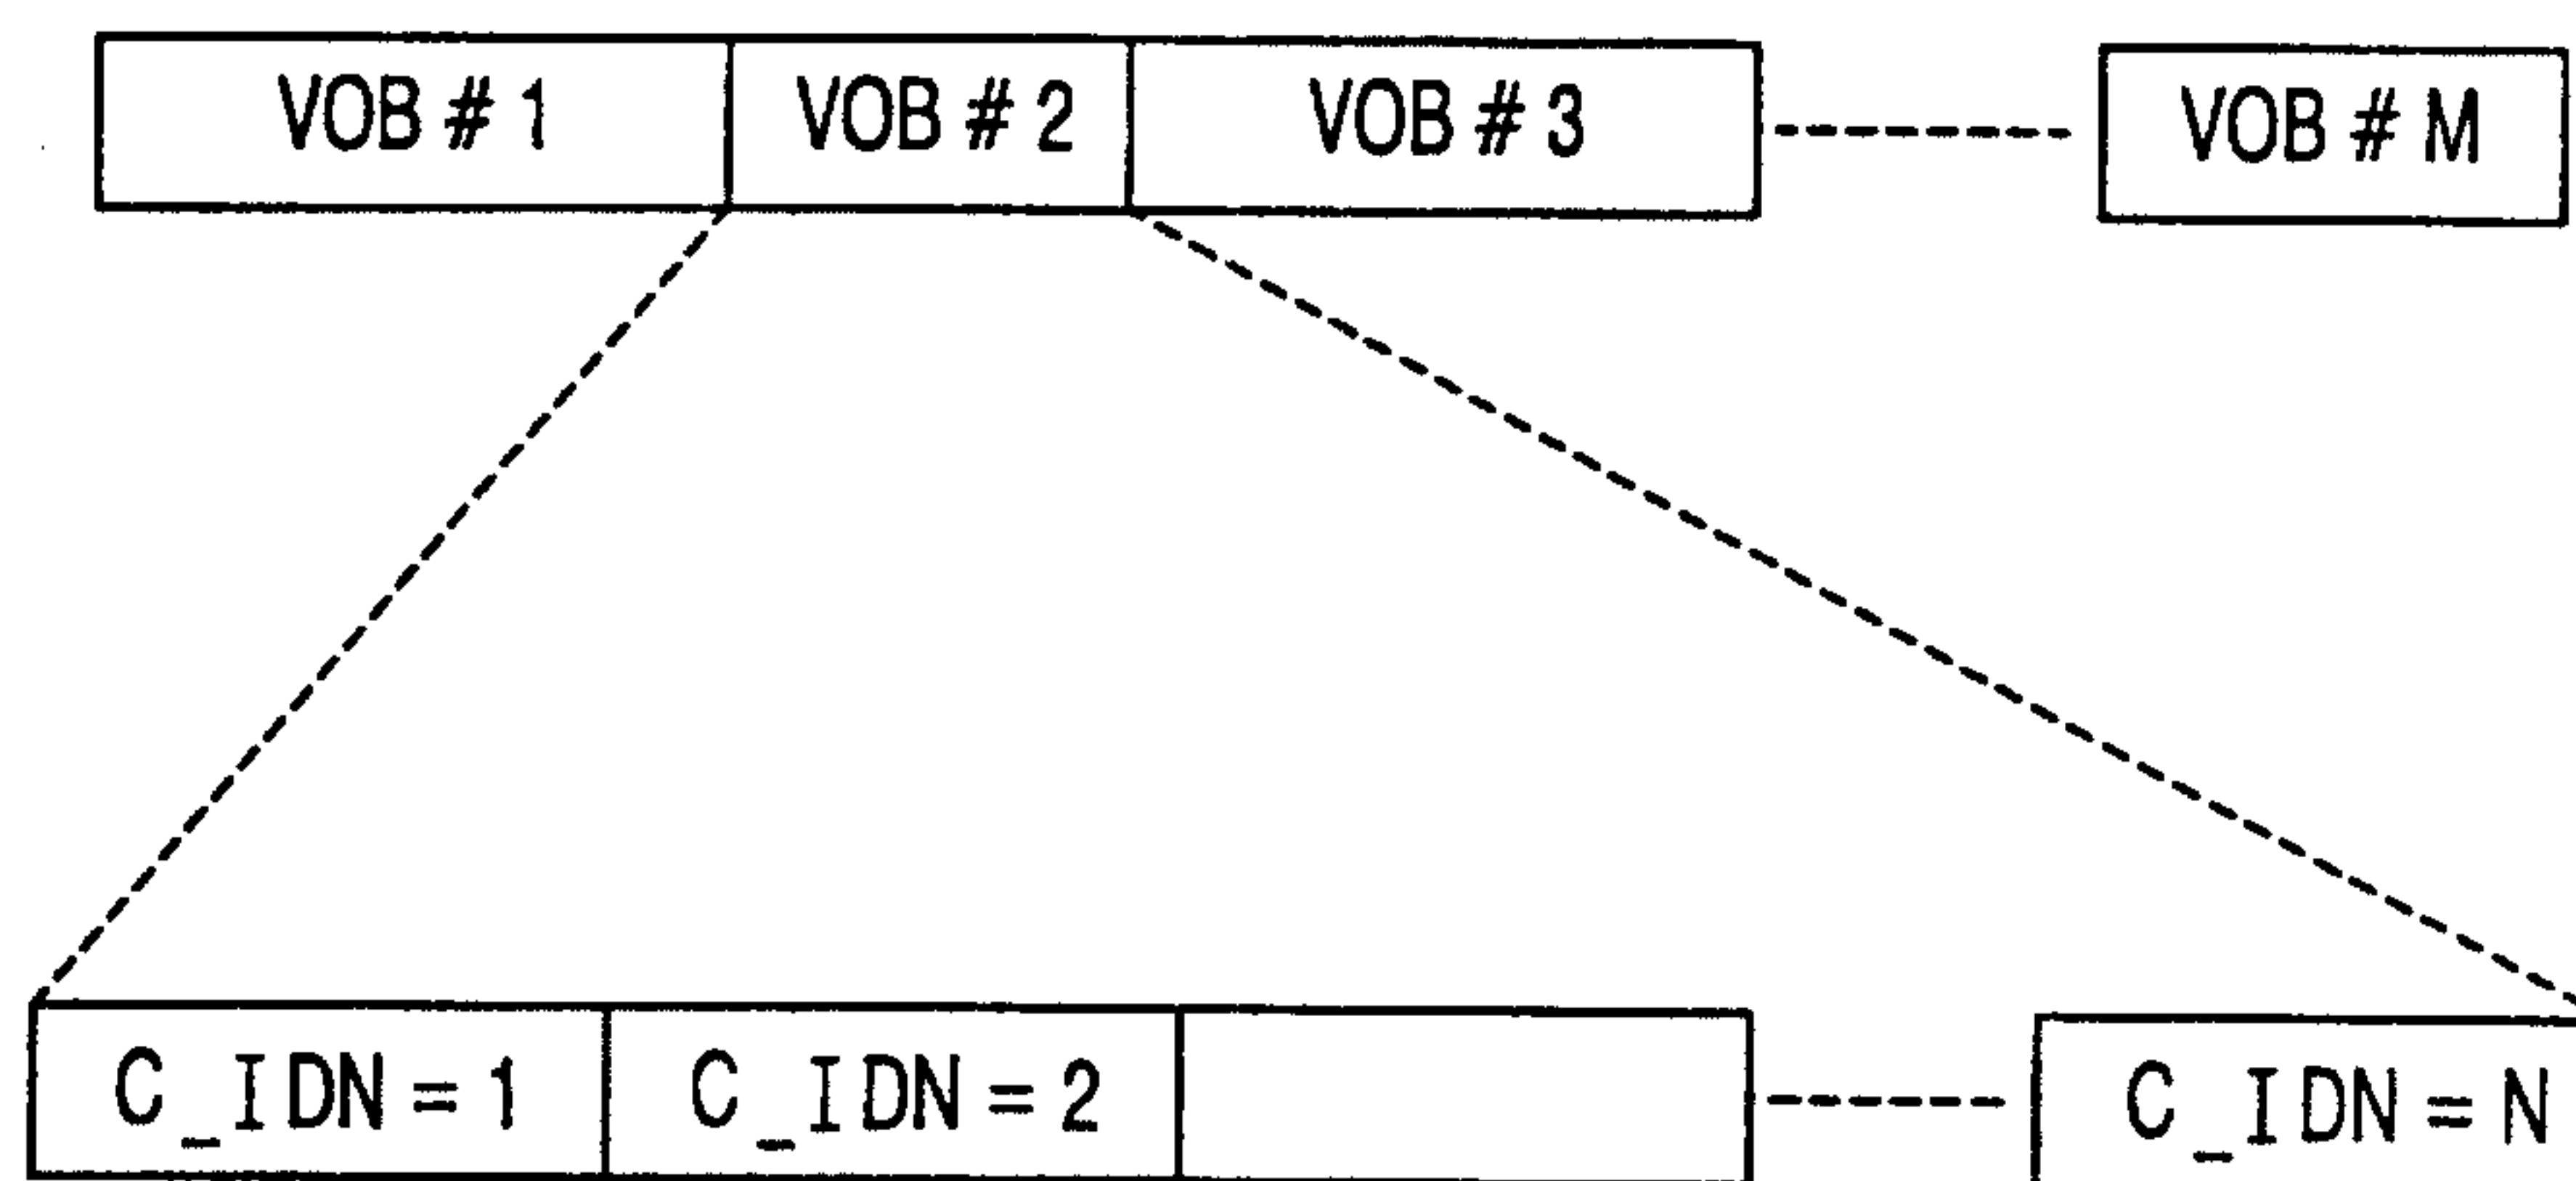 VOB # 1 VOB # 2 VOB # 3 VOB # M
C_IDN = 1 C_IDN = 2 C_IDN = N